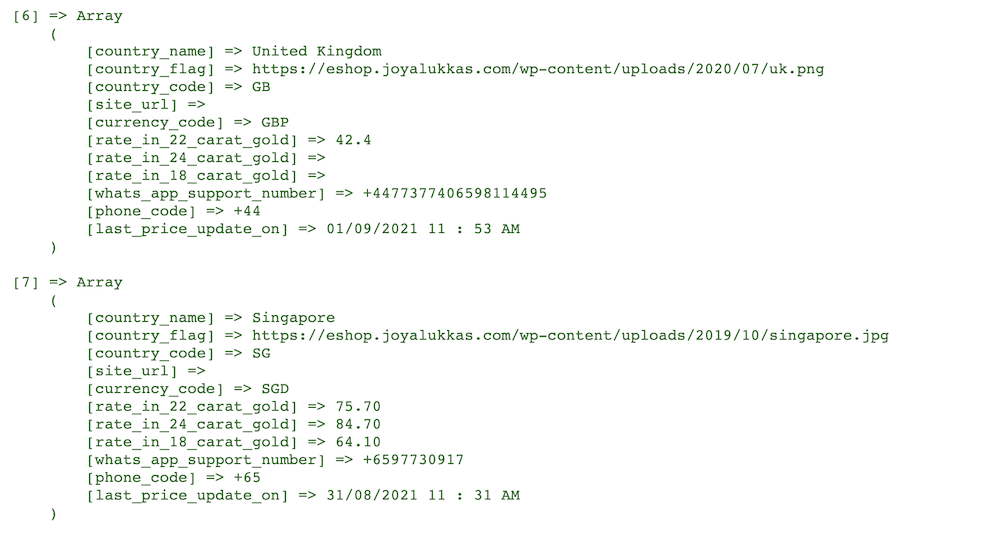 [6] => Array
(
[country_name] => United Kingdom
[country_flag] => https://eshop.joyalukkas.com/wp-content/uploads/2020/07/uk.png
[country_code] => GB
[site_url] =>
[currency_code] => GBP
[rate_in_22_carat_gold] => 42.4
[rate_in_24_carat_gold] =>
[rate_in_18_carat_gold] =>
[whats_app_support_number] => +4477377406598114495
[phone_code] => +44
[last_price_update_on] => 01/09/2021 11 : 53 AM
)
[7] => Array
(
[country_name] => Singapore
[country_flag] => https://eshop.joyalukkas.com/wp-content/uploads/2019/10/singapore.jpg
[country_code] => SG
[site_url] =>
[currency_code] => SGD
[rate_in_22_carat_gold] => 75.70
[rate_in_24_carat_gold] => 84.70
[rate_in_18_carat_gold] => 64.10
[whats_app_support_number] => +6597730917
[phone_code] => +65
[last_price_update_on] => 31/08/2021 11 : 31 AM
)